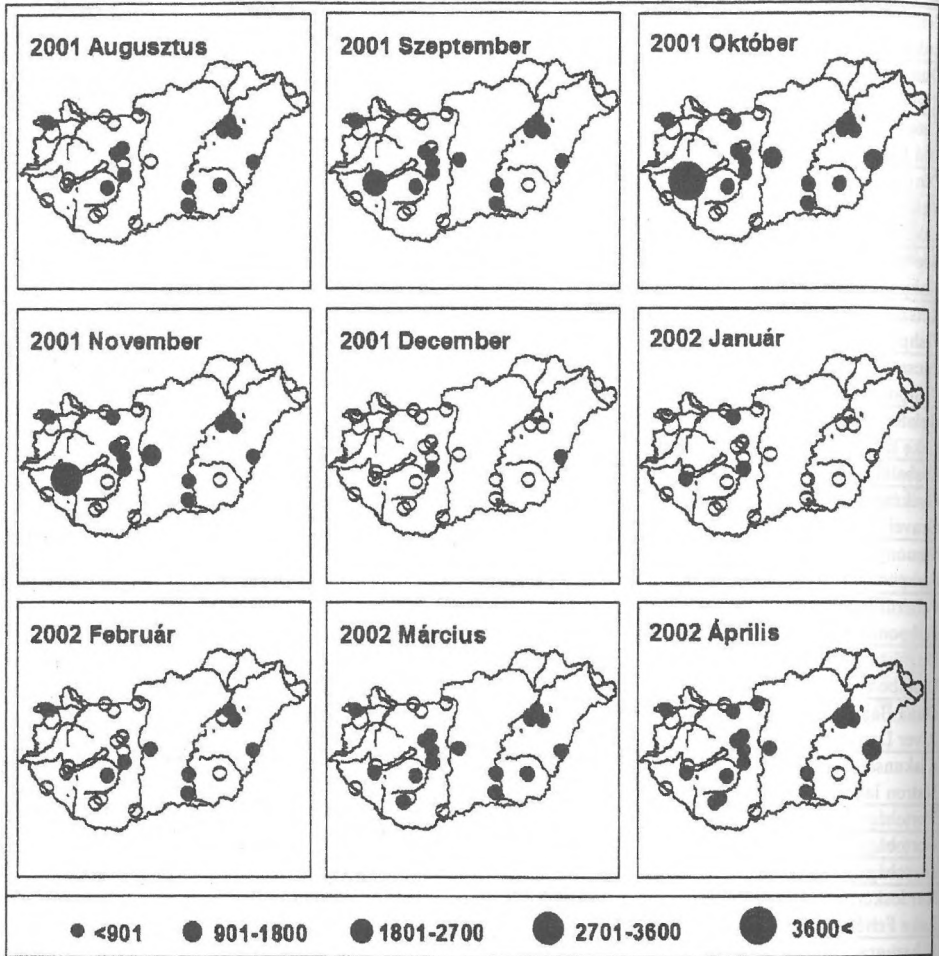 2001 Augusztus
2001 Szeptember
2001 Október
2001 November
2001 December
2002 Január
2002 Február
2002 Március
2002 Április
<901
901-1800
1801-2700
2701-3600
3600<